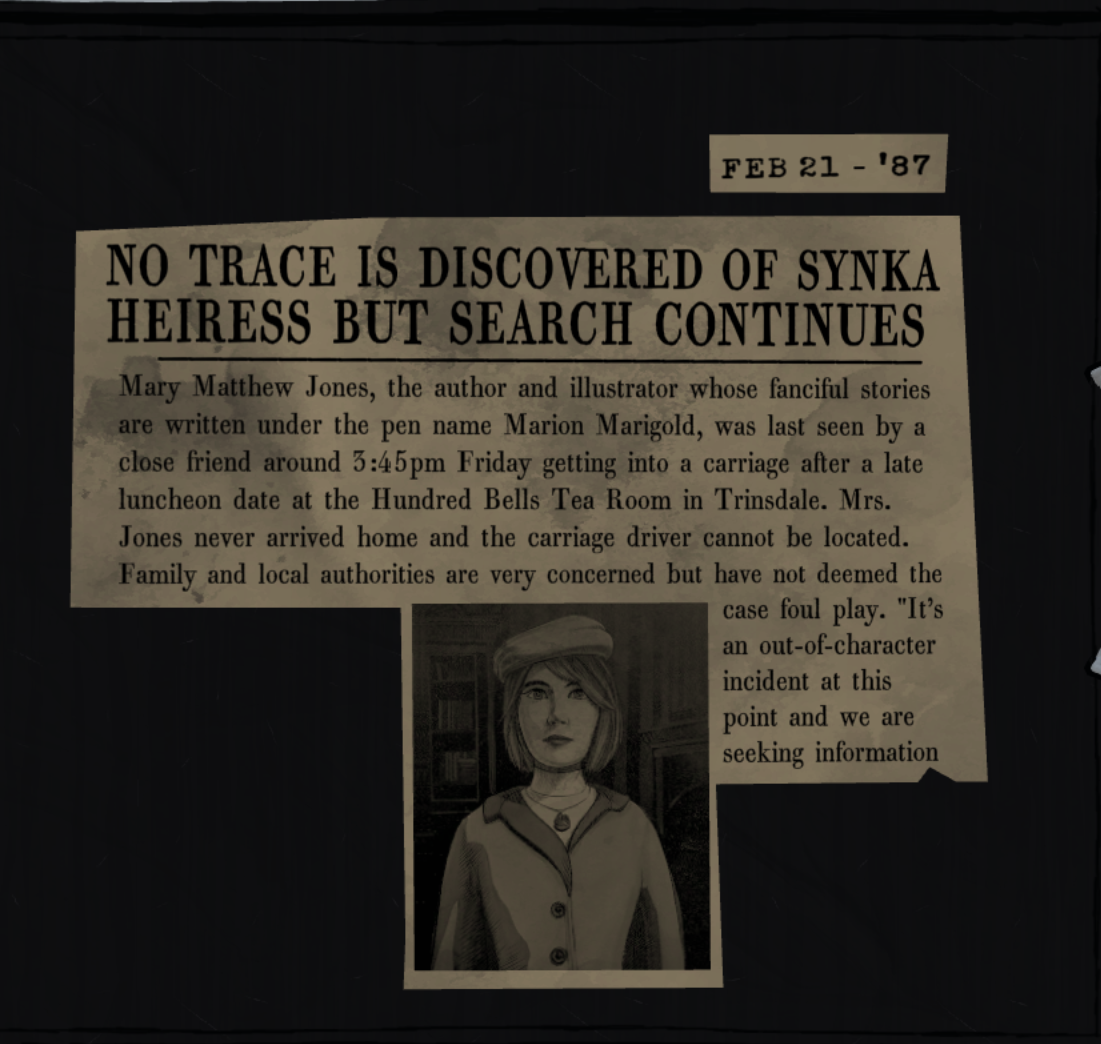 FEB 21 - '87
NO TRACE IS DISCOVERED OF SYNKA
HEIRESS BUT SEARCH CONTINUES
Mary Matthew Jones, the author and illustrator whose fanciful stories
are written under the pen name Marion Marigold, was last seen by a
close friend around 3:45pm Friday getting into a carriage after a late
luncheon date at the Hundred Bells Tea Room in Trinsdale. Mrs.
Jones never arrived home and the carriage driver cannot be located.
Family and local authorities are very concerned but have not deemed the
case foul play. "It's
an out-of-character
incident at this
point and we are
seeking information